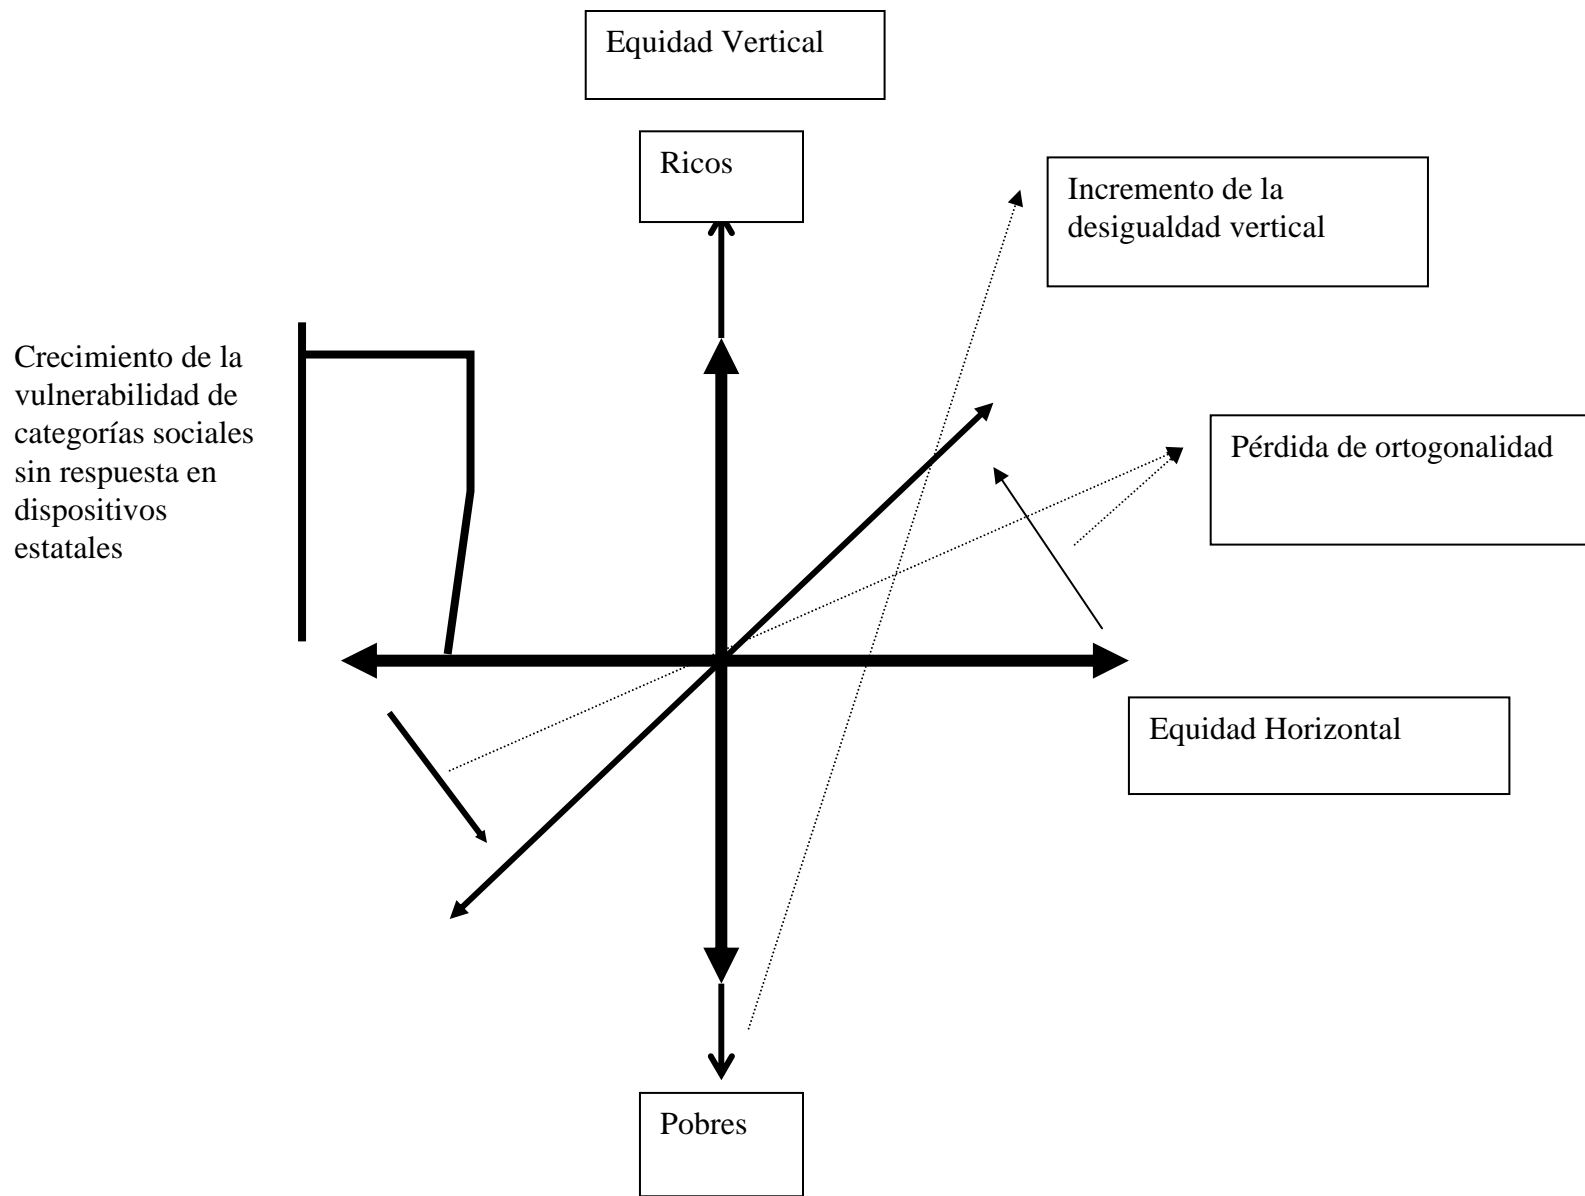 Equidad Vertical
Ricos
Incremento de la
desigualdad vertical
Crecimiento de la
vulnerabilidad de
categorías sociales
sin respuesta en
dispositivos
estatales
Pérdida de ortogonalidad
Equidad Horizontal
Pobres